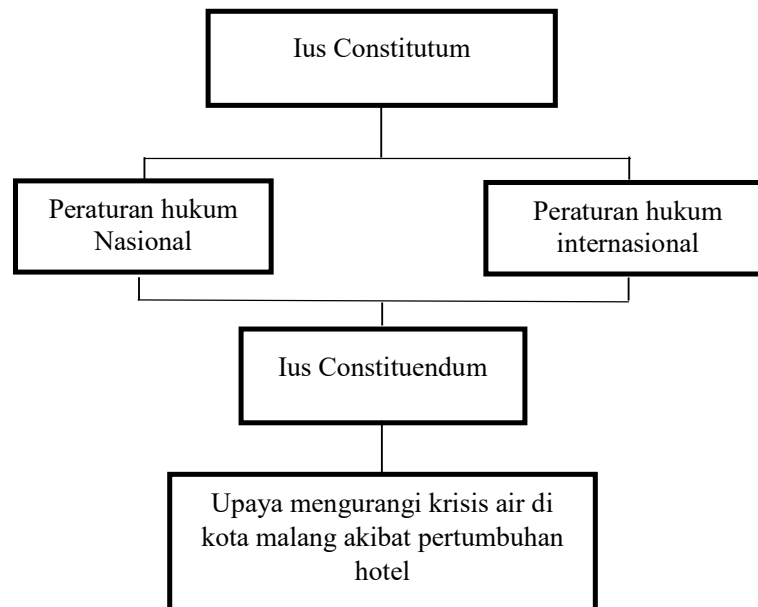 Ius Constitutum
Peraturan hukum
Nasional
Peraturan hukum
internasional
Ius Constituendum
Upaya mengurangi krisis air di
kota malang akibat pertumbuhan
hotel